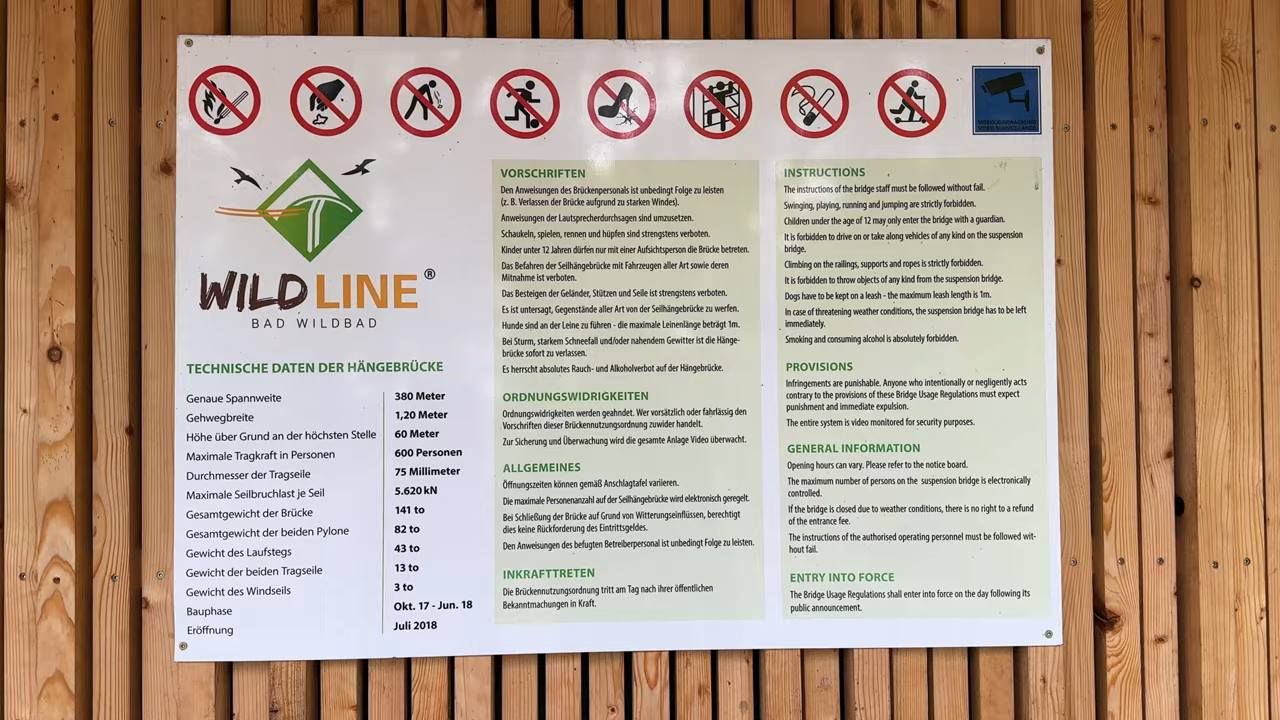 VIDEOÜBERWACHUNG
VIDEO SURVEILLANCE
WILDLINE®
BAD WILDBAD
TECHNISCHE DATEN DER HÄNGEBRÜCKE
Genaue Spannweite 380 Meter
Gehwegbreite 1,20 Meter
Höhe über Grund an der höchsten Stelle 60 Meter
Maximale Tragkraft in Personen 600 Personen
Durchmesser der Tragseile 75 Millimeter
Maximale Seilbruchlast je Seil 5.620 kN
Gesamtgewicht der Brücke 141 to
Gesamtgewicht der beiden Pylone 82 to
Gewicht des Laufstegs 43 to
Gewicht der beiden Tragseile 13 to
Gewicht des Windseils 3 to
Bauphase Okt. 17 - Jun. 18
Eröffnung Juli 2018
VORSCHRIFTEN
Den Anweisungen des Brückenpersonals ist unbedingt Folge zu leisten
(z. B. Verlassen der Brücke aufgrund zu starken Windes).
Anweisungen der Lautsprecherdurchsagen sind umzusetzen.
Schaukeln, spielen, rennen und hüpfen sind strengstens verboten.
Kinder unter 12 Jahren dürfen nur mit einer Aufsichtsperson die Brücke betreten.
Das Befahren der Seilhängebrücke mit Fahrzeugen aller Art sowie deren
Mitnahme ist verboten.
Das Besteigen der Geländer, Stützen und Seile ist strengstens verboten.
Es ist untersagt, Gegenstände aller Art von der Seilhängebrücke zu werfen.
Hunde sind an der Leine zu führen - die maximale Leinenlänge beträgt 1m.
Bei Sturm, starkem Schneefall und/oder nahendem Gewitter ist die Hänge-
brücke sofort zu verlassen.
Es herrscht absolutes Rauch- und Alkoholverbot auf der Hängebrücke.
ORDNUNGSWIDRIGKEITEN
Ordnungswidrigkeiten werden geahndet. Wer vorsätzlich oder fahrlässig den
Vorschriften dieser Brückennutzungsordnung zuwider handelt.
Zur Sicherung und Überwachung wird die gesamte Anlage Video überwacht.
ALLGEMEINES
Öffnungszeiten können gemäß Anschlagtafel variieren.
Die maximale Personenanzahl auf der Seilhängebrücke wird elektronisch geregelt.
Bei Schließung der Brücke auf Grund von Witterungseinflüssen, berechtigt
dies keine Rückforderung des Eintrittsgeldes.
Den Anweisungen des befugten Betreiberpersonal ist unbedingt Folge zu leisten.
INKRAFTTRETEN
Die Brückennutzungsordnung tritt am Tag nach ihrer öffentlichen
Bekanntmachungen in Kraft.
INSTRUCTIONS
The instructions of the bridge staff must be followed without fail.
Swinging, playing, running and jumping are strictly forbidden.
Children under the age of 12 may only enter the bridge with a guardian.
It is forbidden to drive on or take along vehicles of any kind on the suspension
bridge.
Climbing on the railings, supports and ropes is strictly forbidden.
It is forbidden to throw objects of any kind from the suspension bridge.
Dogs have to be kept on a leash - the maximum leash length is 1m.
In case of threatening weather conditions, the suspension bridge has to be left
immediately.
Smoking and consuming alcohol is absolutely forbidden.
PROVISIONS
Infringements are punishable. Anyone who intentionally or negligently acts
contrary to the provisions of these Bridge Usage Regulations must expect
punishment and immediate expulsion.
The entire system is video monitored for security purposes.
GENERAL INFORMATION
Opening hours can vary. Please refer to the notice board.
The maximum number of persons on the suspension bridge is electronically
controlled.
If the bridge is closed due to weather conditions, there is no right to a refund
of the entrance fee.
The instructions of the authorised operating personnel must be followed wit-
hout fail.
ENTRY INTO FORCE
The Bridge Usage Regulations shall enter into force on the day following its
public announcement.